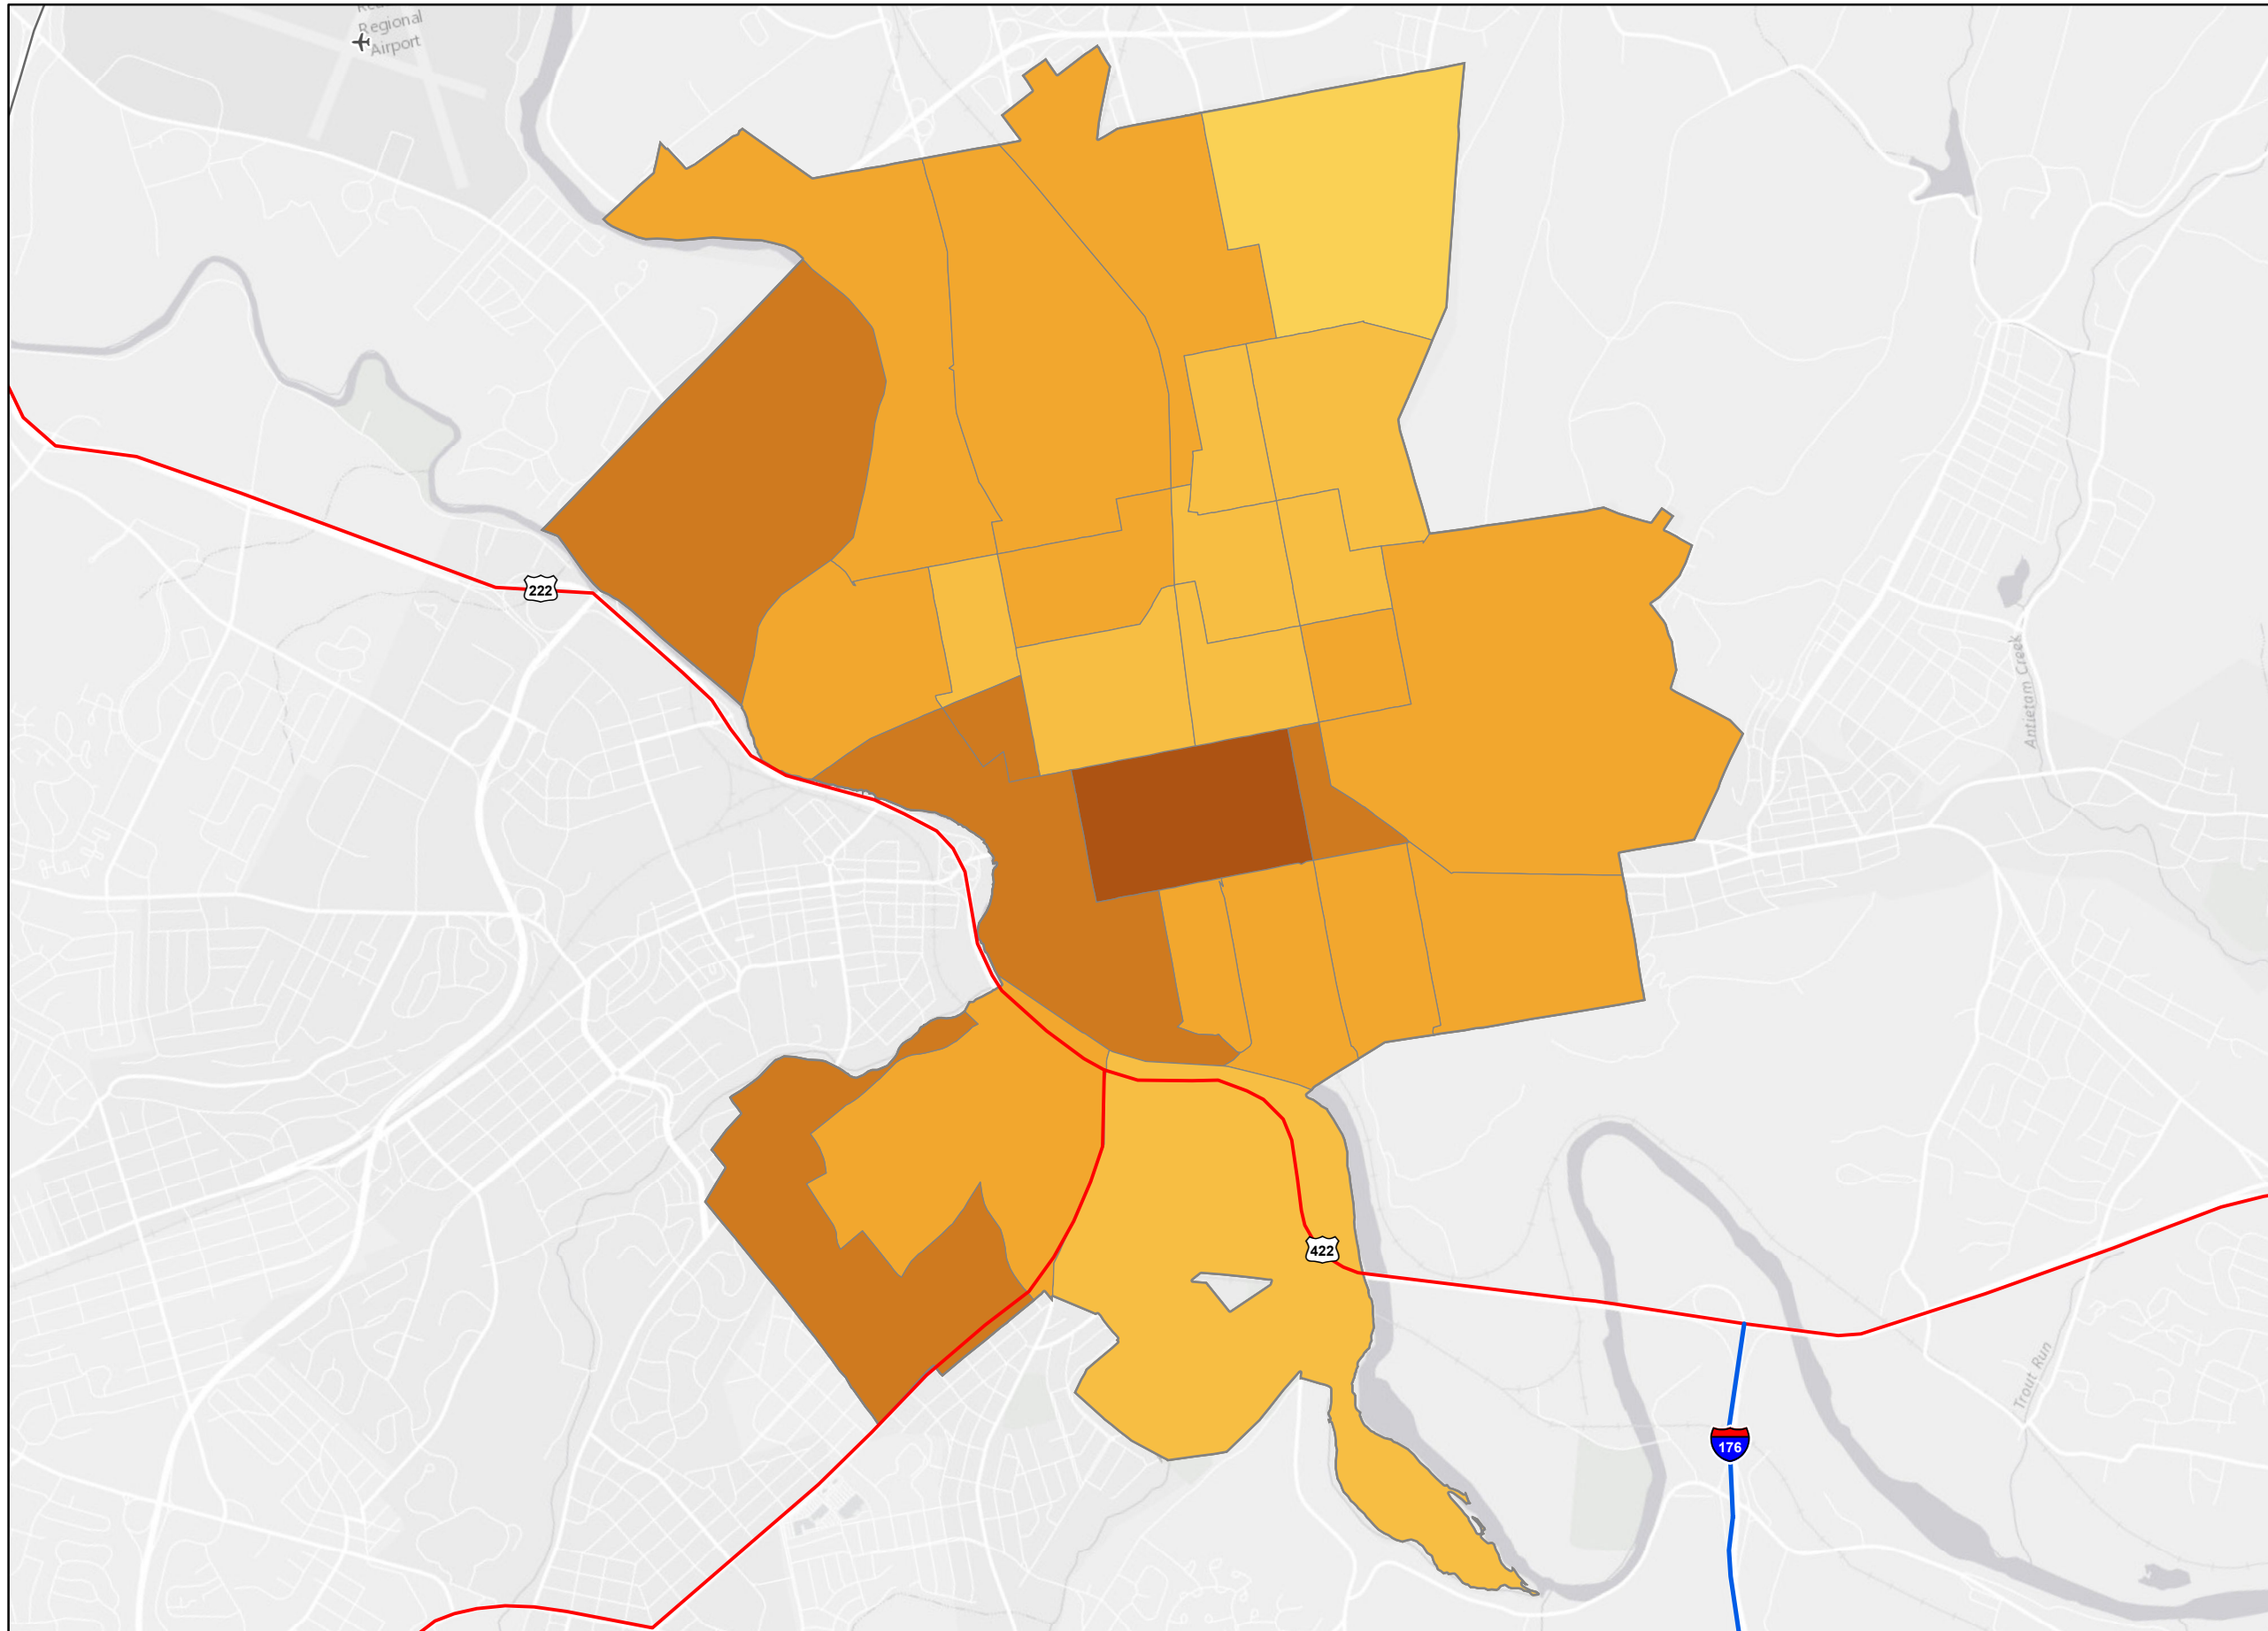 Regional
Airport
222
Antietam Creek
422
Trout Run
176